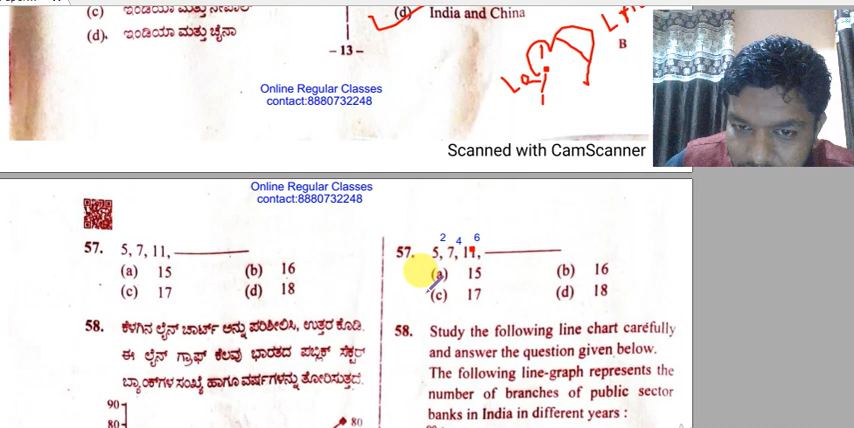 (c) ಇಂಡಿಯಾ ಮತ್ತು ನೇಪಾಲ
(d). ಇಂಡಿಯಾ ಮತ್ತು ಚೈನಾ
(d) India and China
– 13 –
B
Online Regular Classes
contact:8880732248
Scanned with CamScanner
Online Regular Classes
contact:8880732248
57. 5, 7, 11,
(a) 15 (b) 16
(c) 17 (d) 18
58. ಕೆಳಗಿನ ಲೈನ್ ಚಾರ್ಟ್ ಅನ್ನು ಪರಿಶೀಲಿಸಿ, ಉತ್ತರ ಕೊಡಿ.
ಈ ಲೈನ್ ಗ್ರಾಫ್ ಕೆಲವು ಭಾರತದ ಪಬ್ಲಿಕ್ ಸೆಕ್ಟರ್
ಬ್ಯಾಂಕ್‌ಗಳ ಸಂಖ್ಯೆ ಹಾಗೂ ವರ್ಷಗಳನ್ನು ತೋರಿಸುತ್ತದೆ.
90
80
80
2 4 6
57. 5, 7, 11,
(a) 15 (b) 16
(c) 17 (d) 18
58. Study the following line chart carefully
and answer the question given below.
The following line-graph represents the
number of branches of public sector
banks in India in different years :